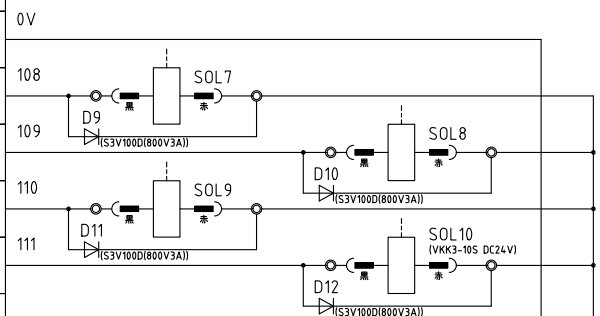 0V
108
SOL7
黒
赤
D9
(S3V100D(800V3A))
109
SOL8
黒
赤
D10
(S3V100D(800V3A))
110
SOL9
黒
赤
D11
(S3V100D(800V3A))
111
SOL10
(VKK3-10S DC24V)
黒
赤
D12
(S3V100D(800V3A))